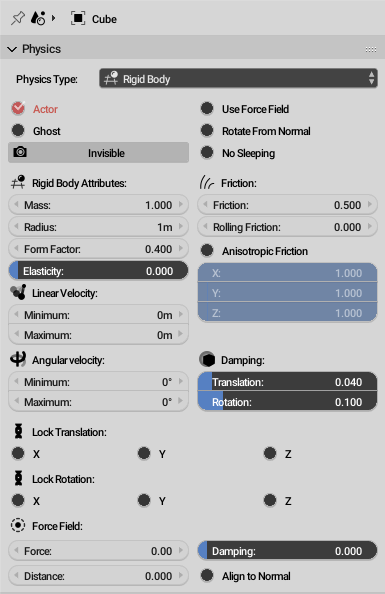 Cube
Physics
Physics Type: Rigid Body
Actor Use Force Field
Ghost Rotate From Normal
Invisible No Sleeping
Rigid Body Attributes: Friction:
Mass: 1.000 Friction: 0.500
Radius: 1m Rolling Friction: 0.000
Form Factor: 0.400 Anisotropic Friction
Elasticity: 0.000 X: 1.000
Linear Velocity: Y: 1.000
Minimum: 0m Z: 1.000
Maximum: 0m
Angular velocity: Damping:
Minimum: 0° Translation: 0.040
Maximum: 0° Rotation: 0.100
Lock Translation:
X Y Z
Lock Rotation:
X Y Z
Force Field:
Force: 0.00 Damping: 0.000
Distance: 0.000 Align to Normal